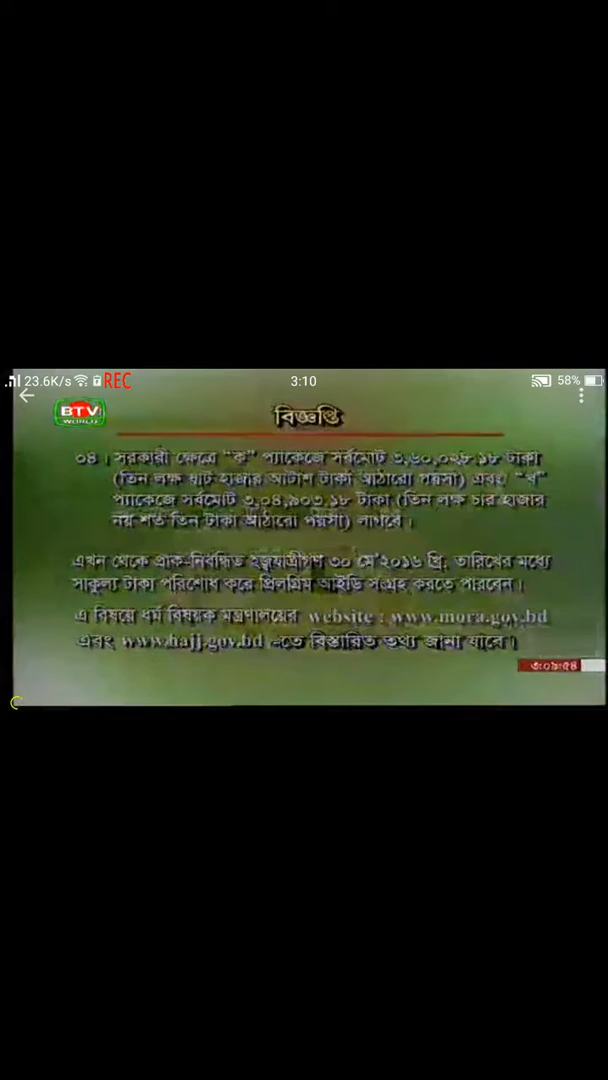 23.6K/s REC 3:10 58%
BTV
WORLD
বিজ্ঞপ্তি
০৪। সরকারী ক্ষেত্রে “ক” প্যাকেজে সর্বমোট ৩,৬০,০২৮.১৮ টাকা
(তিন লক্ষ ষাট হাজার আটাশ টাকা আঠারো পয়সা) এবং “খ”
প্যাকেজে সর্বমোট ৩,০৪,৯০৩.১৮ টাকা (তিন লক্ষ চার হাজার
নয় শত তিন টাকা আঠারো পয়সা) লাগবে।
এখন থেকে প্রাক-নিবন্ধিত হজ্বযাত্রীগণ ৩০ মে ২০১৬ খ্রি. তারিখের মধ্যে
সাকুল্য টাকা পরিশোধ করে প্রিলগ্রিম আইডি সংগ্রহ করতে পারবেন।
এ বিষয়ে ধর্ম বিষয়ক মন্ত্রণালয়ের website : www.mora.gov.bd
এবং www.hajj.gov.bd -তে বিস্তারিত তথ্য জানা যাবে।
৩:০৯:৫৪